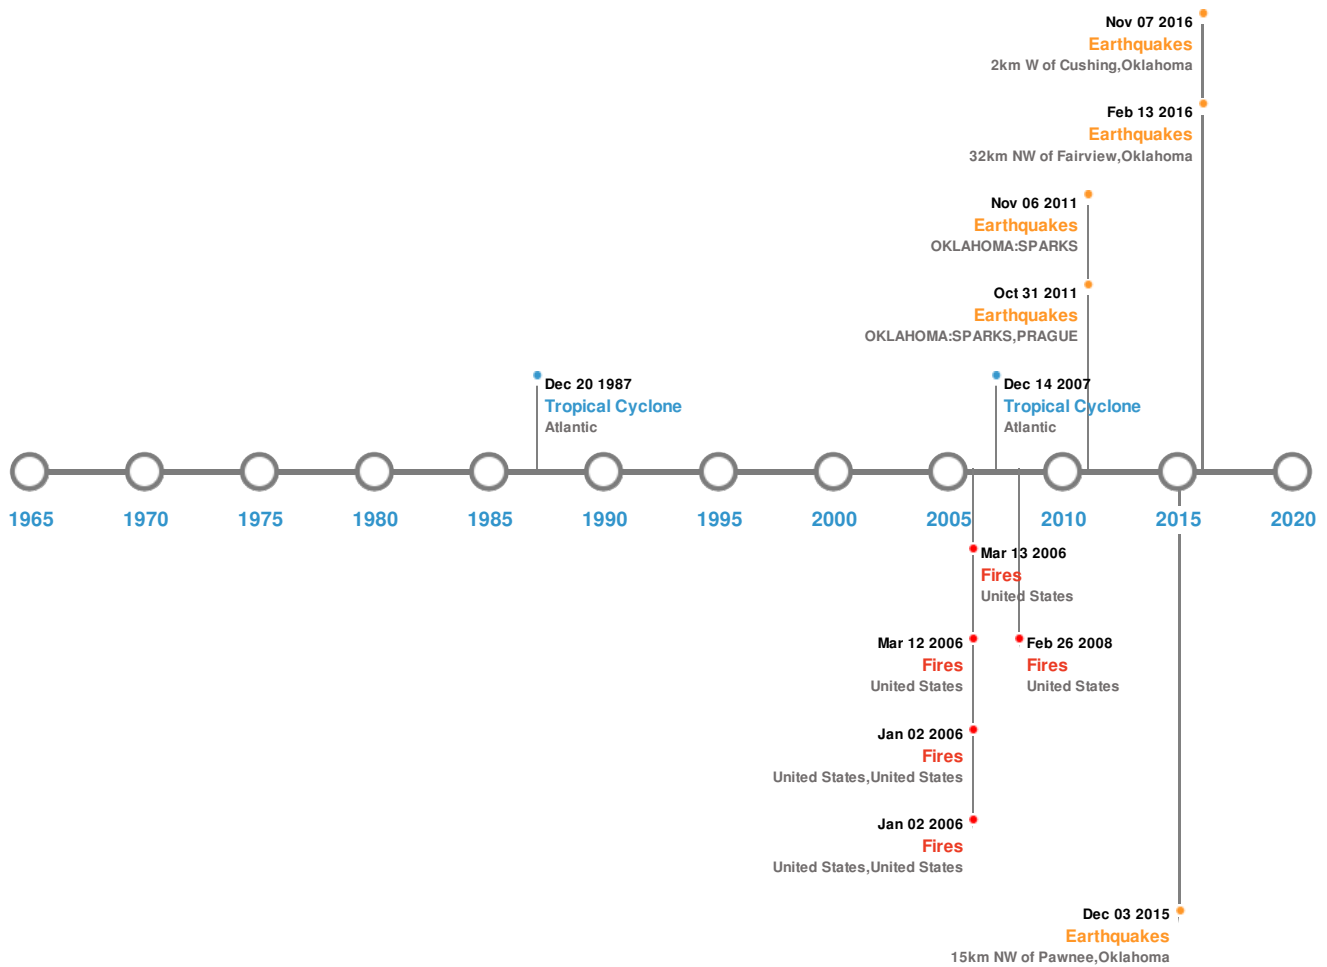 Nov 07 2016
Earthquakes
2km W of Cushing,Oklahoma
Feb 13 2016
Earthquakes
32km NW of Fairview,Oklahoma
Nov 06 2011
Earthquakes
OKLAHOMA:SPARKS
Oct 31 2011
Earthquakes
OKLAHOMA:SPARKS,PRAGUE
Dec 20 1987
Tropical Cyclone
Atlantic
Dec 14 2007
Tropical Cyclone
Atlantic
1965 1970 1975 1980 1985 1990 1995 2000 2005 2010 2015 2020
Mar 13 2006
Fires
United States
Mar 12 2006
Fires
United States
Feb 26 2008
Fires
United States
Jan 02 2006
Fires
United States,United States
Jan 02 2006
Fires
United States,United States
Dec 03 2015
Earthquakes
15km NW of Pawnee,Oklahoma